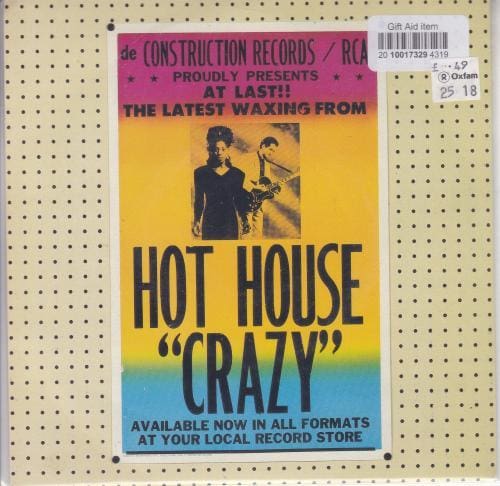 Gift Aid item
20 10017329 4319
49
® Oxfam
25 18
de CONSTRUCTION RECORDS / RCA
★ ★ PROUDLY PRESENTS ★
AT LAST!!
THE LATEST WAXING FROM
HOT HOUSE
“CRAZY”
AVAILABLE NOW IN ALL FORMATS
AT YOUR LOCAL RECORD STORE